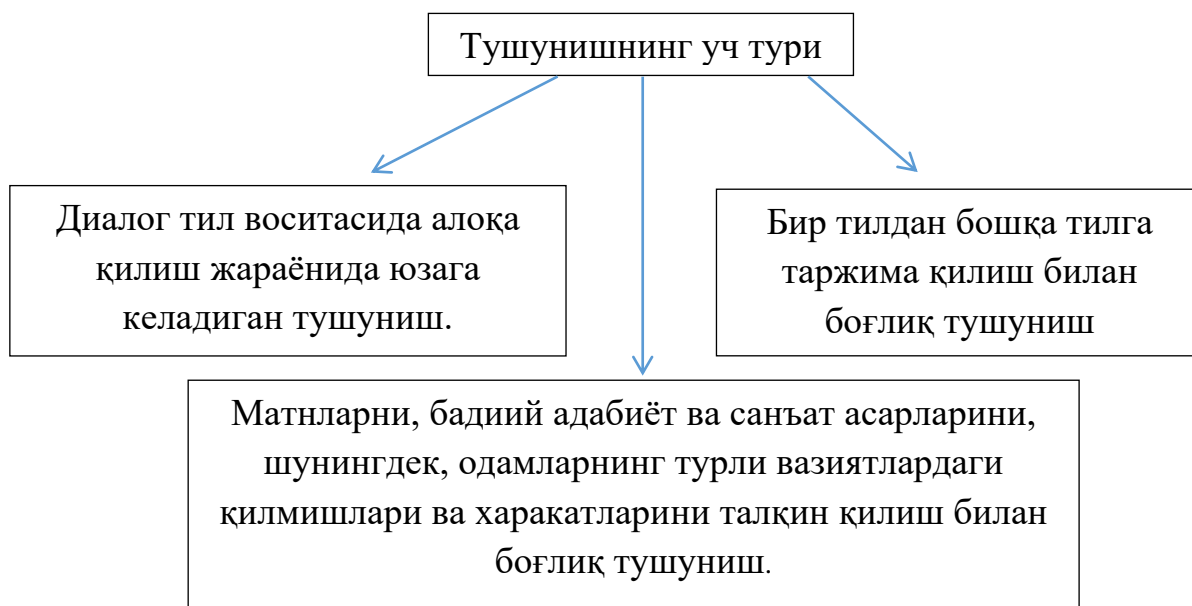 Тушунишнинг уч тури
Диалог тил воситасида алоқа
қилиш жараёнида юзага
келадиган тушуниш.
Бир тилдан бошқа тилга
таржима қилиш билан
боғлиқ тушуниш
Матнларни, бадиий адабиёт ва санъат асарларини,
шунингдек, одамларнинг турли вазиятлардаги
қилмишлари ва харакатларини талқин қилиш билан
боғлиқ тушуниш.